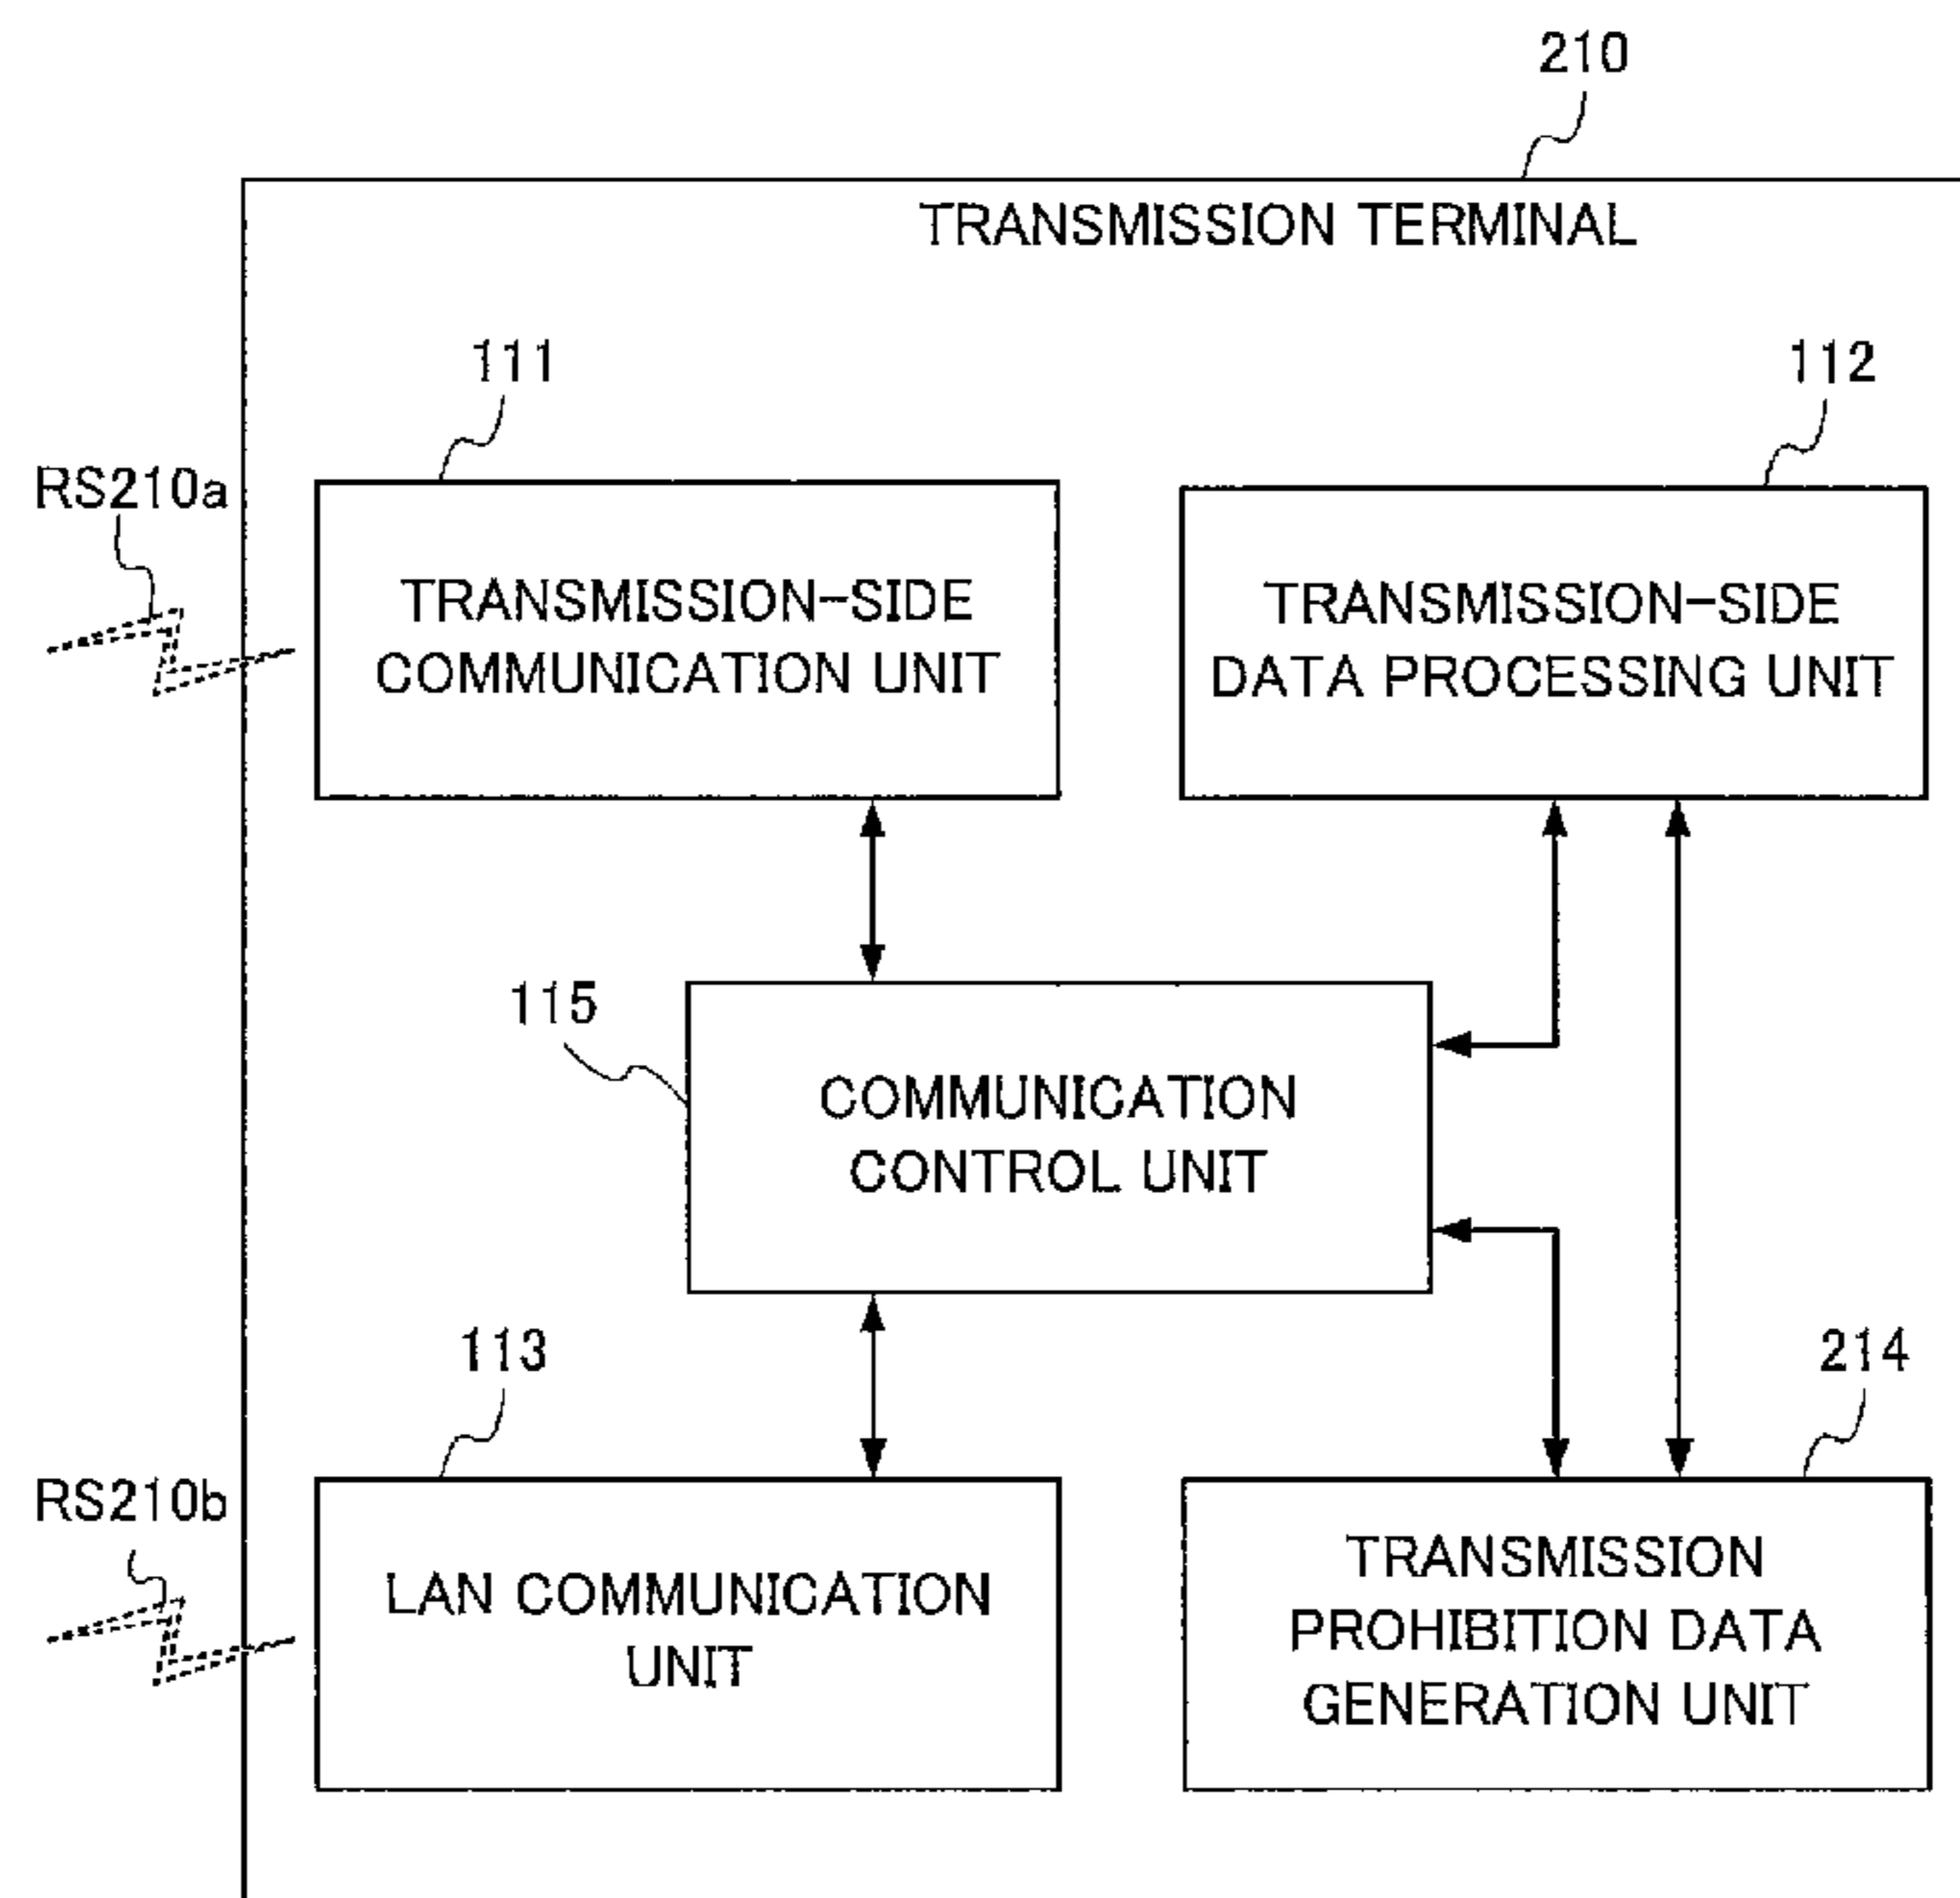 210
TRANSMISSION TERMINAL
111
112
RS210a
TRANSMISSION-SIDE
COMMUNICATION UNIT
TRANSMISSION-SIDE
DATA PROCESSING UNIT
115
COMMUNICATION
CONTROL UNIT
113
214
RS210b
LAN COMMUNICATION
UNIT
TRANSMISSION
PROHIBITION DATA
GENERATION UNIT